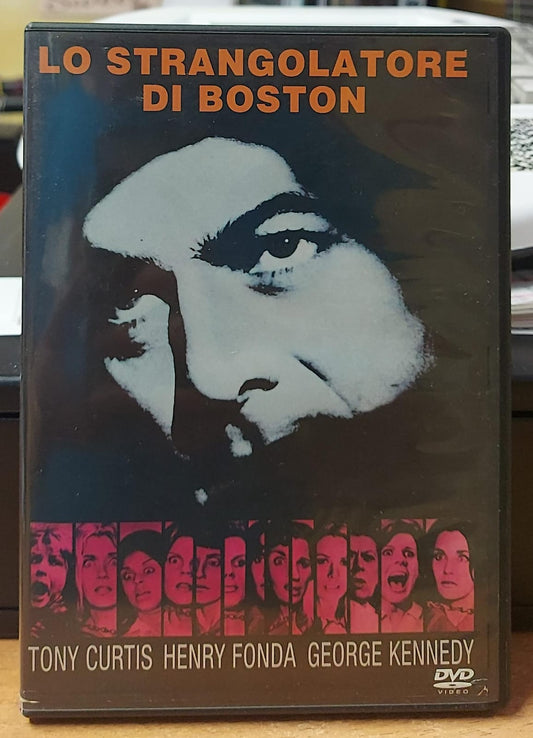 LO STRANGOLATORE
DI BOSTON
TONY CURTIS HENRY FONDA GEORGE KENNEDY
DVD
VIDEO